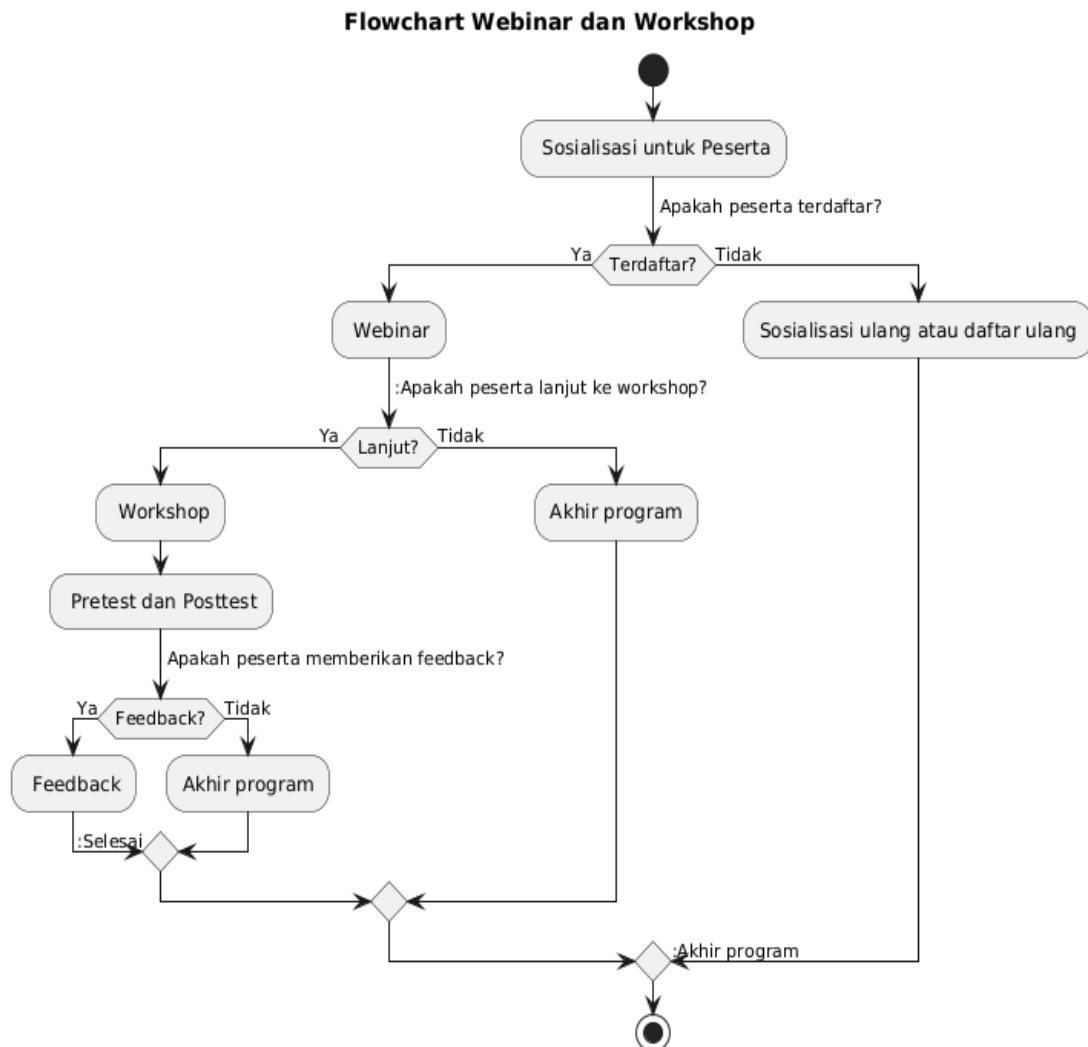 Flowchart Webinar dan Workshop
Sosialisasi untuk Peserta
Apakah peserta terdaftar?
Ya
Terdaftar?
Tidak
Webinar
Sosialisasi ulang atau daftar ulang
:Apakah peserta lanjut ke workshop?
Ya
Lanjut?
Tidak
Workshop
Akhir program
Pretest dan Posttest
Apakah peserta memberikan feedback?
Ya
Feedback?
Tidak
Feedback
Akhir program
:Selesai
:Akhir program